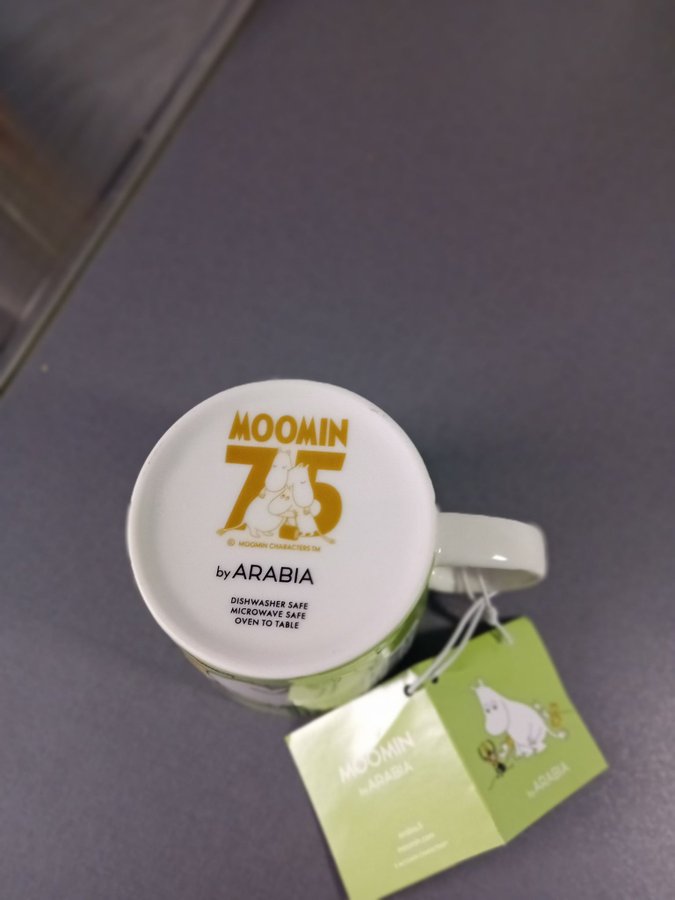 MOOMIN
75
© MOOMIN CHARACTERS TM
by ARABIA
DISHWASHER SAFE
MICROWAVE SAFE
OVEN TO TABLE
MOOMIN
by ARABIA
by ARABIA